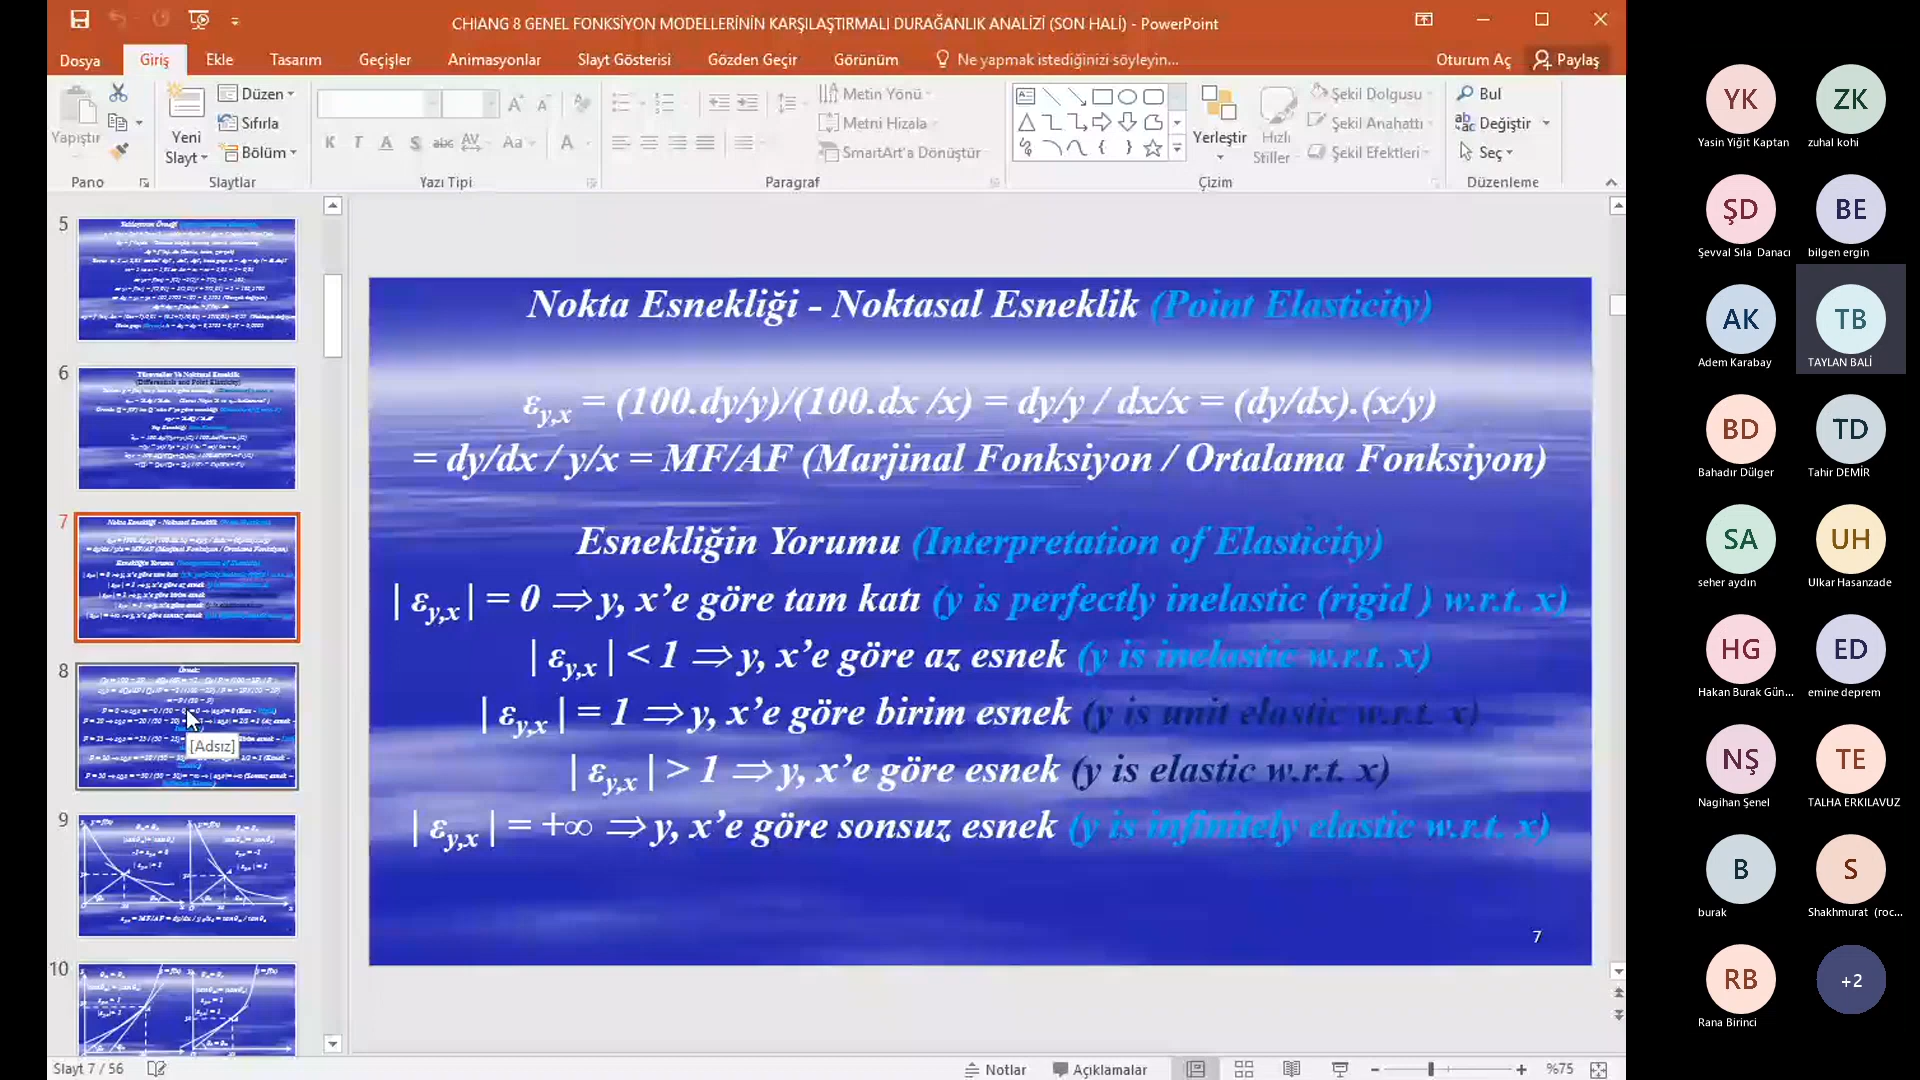 CHIANG 8 GENEL FONKSİYON MODELLERİNİN KARŞILAŞTIRMALI DURAĞANLIK ANALİZİ (SON HALİ) - PowerPoint
Dosya
Giriş
Ekle
Tasarım
Geçişler
Animasyonlar
Slayt Gösterisi
Gözden Geçir
Görünüm
Ne yapmak istediğinizi söyleyin...
Oturum Aç
Paylaş
Yapıştır
Pano
Yeni
Slayt
Düzen
Sıfırla
Bölüm
Slaytlar
K T A S abc AV Aa A
Yazı Tipi
Metin Yönü
Metni Hizala
SmartArt'a Dönüştür
Paragraf
Yerleştir
Hızlı
Stiller
Şekil Dolgusu
Şekil Anahattı
Şekil Efektleri
Çizim
Bul
Değiştir
Seç
Düzenleme
5
6
7
8
[Adsız]
9
10
Nokta Esnekliği - Noktasal Esneklik (Point Elasticity)
εy,x = (100.dy/y)/(100.dx /x) = dy/y / dx/x = (dy/dx).(x/y)
= dy/dx / y/x = MF/AF (Marjinal Fonksiyon / Ortalama Fonksiyon)
Esnekliğin Yorumu (Interpretation of Elasticity)
| εy,x | = 0 ⇒ y, x'e göre tam katı (y is perfectly inelastic (rigid ) w.r.t. x)
| εy,x | < 1 ⇒ y, x'e göre az esnek (y is inelastic w.r.t. x)
| εy,x | = 1 ⇒ y, x'e göre birim esnek (y is unit elastic w.r.t. x)
| εy,x | > 1 ⇒ y, x'e göre esnek (y is elastic w.r.t. x)
| εy,x | = +∞ ⇒ y, x'e göre sonsuz esnek (y is infinitely elastic w.r.t. x)
7
Slayt 7 / 56
Notlar
Açıklamalar
%75
YK
Yasin Yiğit Kaptan
ZK
zuhal kohi
ŞD
Şevval Sıla Danacı
BE
bilgen ergin
AK
Adem Karabay
TB
TAYLAN BALİ
BD
Bahadır Dülger
TD
Tahir DEMİR
SA
seher aydın
UH
Ulkar Hasanzade
HG
Hakan Burak Gün...
ED
emine deprem
NŞ
Nagihan Şenel
TE
TALHA ERKILAVUZ
B
burak
S
Shakhmurat (roc...
RB
Rana Birinci
+2